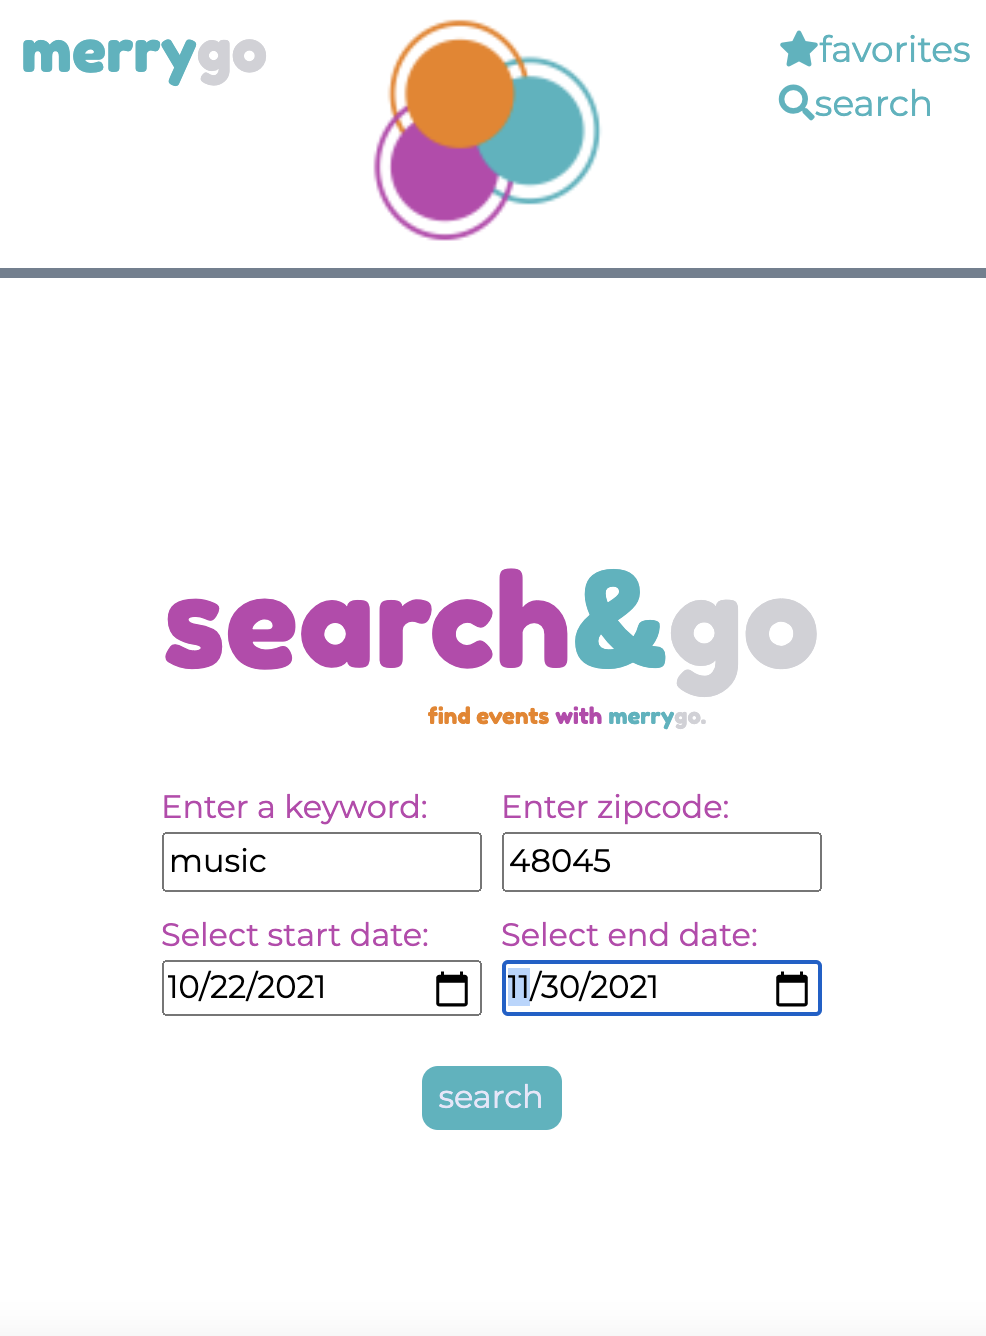 merrygo
favorites
search
search&go
find events with merrygo.
Enter a keyword: Enter zipcode:
music 48045
Select start date: Select end date:
10/22/2021 11/30/2021
search